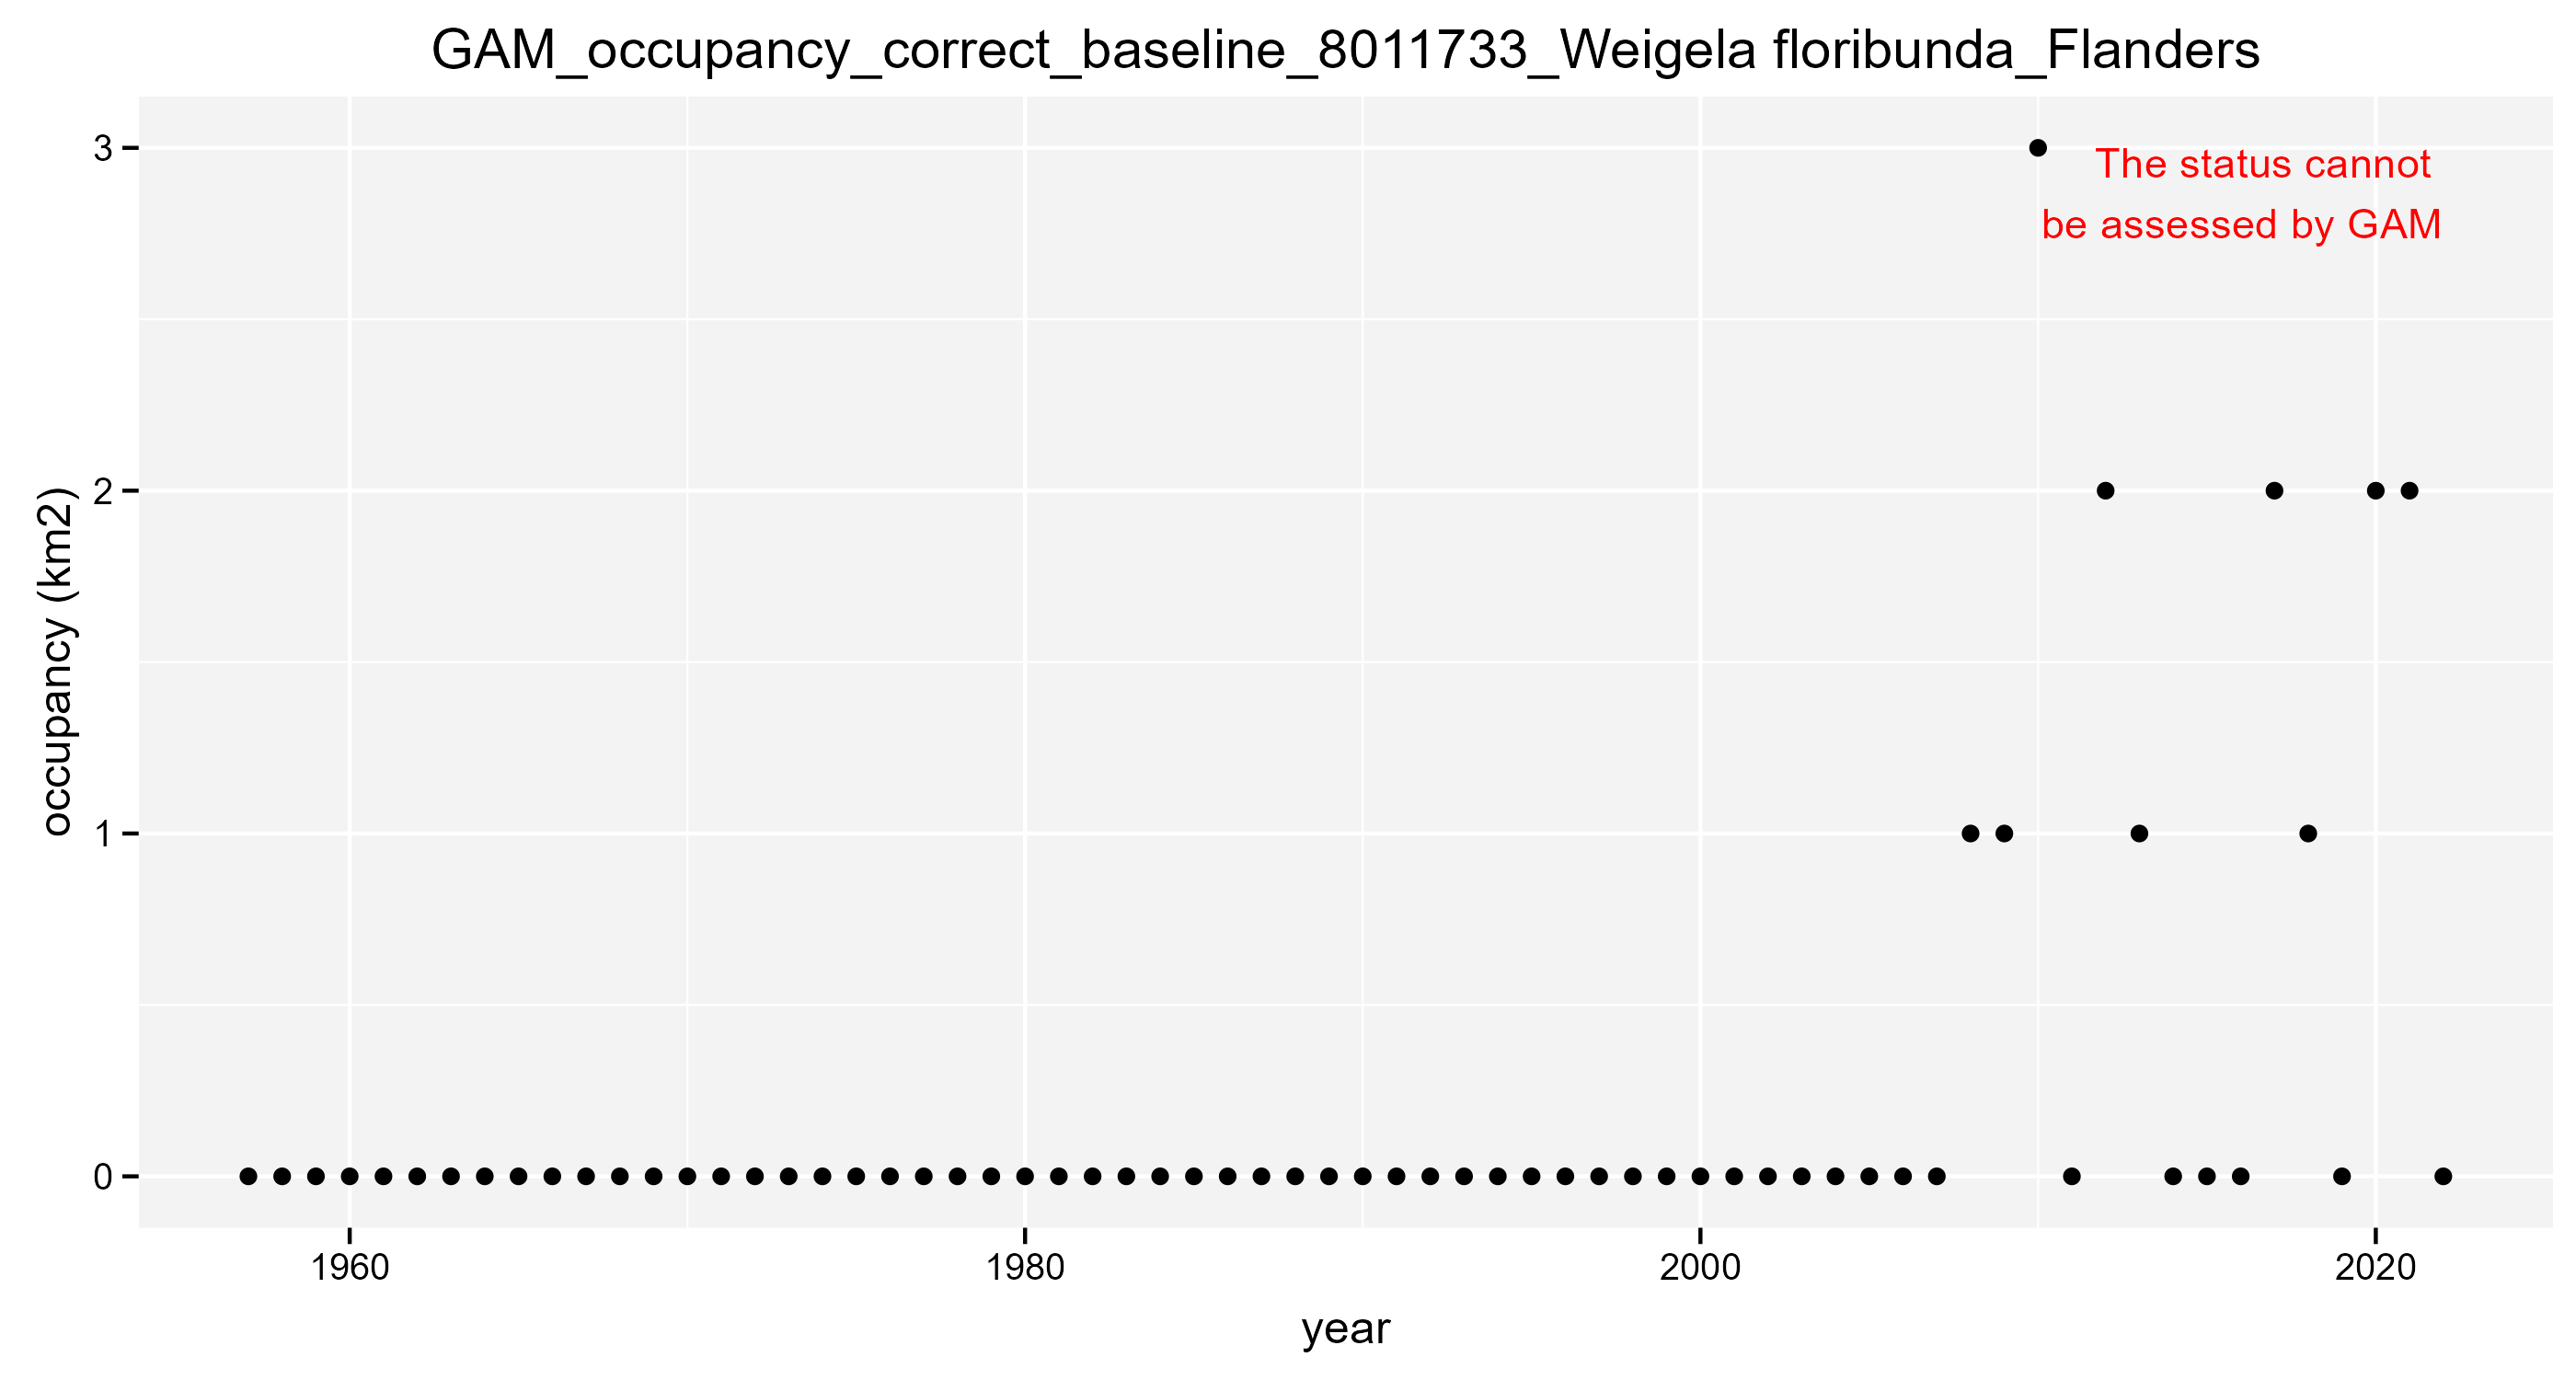 GAM_occupancy_correct_baseline_8011733_Weigela floribunda_Flanders
3
The status cannot
be assessed by GAM
2
occupancy (km2)
1
0
1960
1980
2000
2020
year